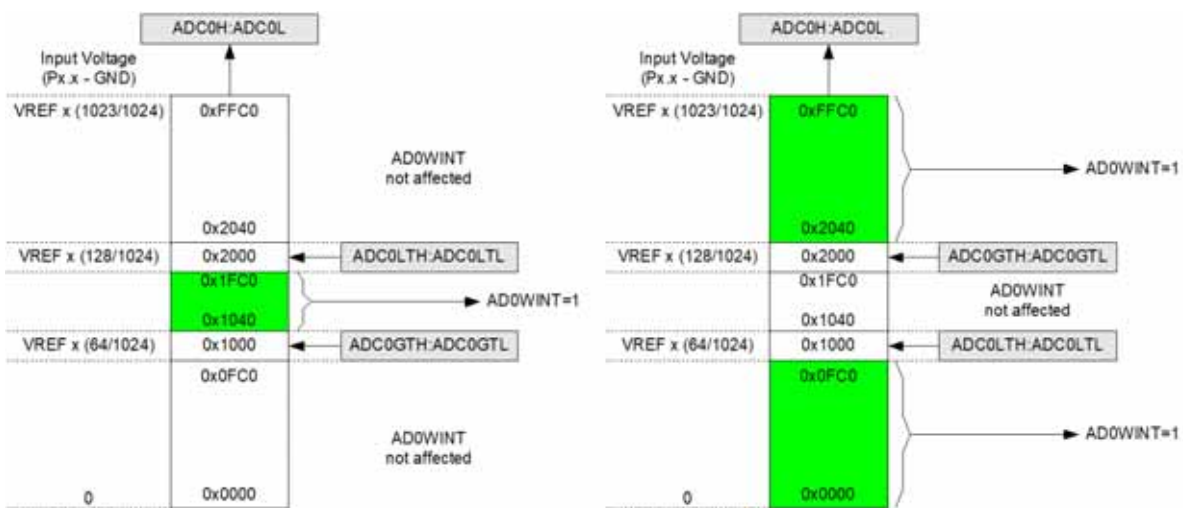 ADC0H:ADC0L
Input Voltage
(Px.x - GND)
VREF x (1023/1024)
0xFFC0
AD0WINT
not affected
0x2040
VREF x (128/1024)
0x2000
ADC0LTH:ADC0LTL
0x1FC0
AD0WINT=1
0x1040
VREF x (64/1024)
0x1000
ADC0GTH:ADC0GTL
0x0FC0
AD0WINT
not affected
0
0x0000
ADC0H:ADC0L
Input Voltage
(Px.x - GND)
VREF x (1023/1024)
0xFFC0
AD0WINT=1
0x2040
VREF x (128/1024)
0x2000
ADC0GTH:ADC0GTL
0x1FC0
AD0WINT
not affected
0x1040
VREF x (64/1024)
0x1000
ADC0LTH:ADC0LTL
0x0FC0
AD0WINT=1
0
0x0000